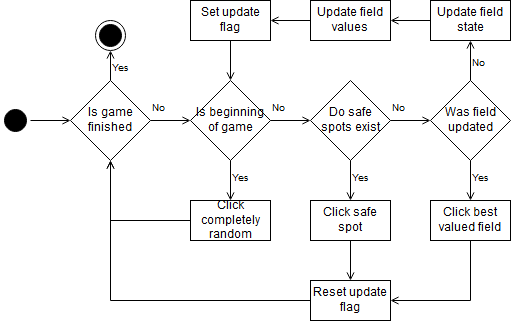 Set update
flag
Update field
values
Update field
state
Yes
No
Is game
finished
No
Is beginning
of game
No
Do safe
spots exist
No
Was field
updated
Yes
Yes
Yes
Click
completely
random
Click safe
spot
Click best
valued field
Reset update
flag